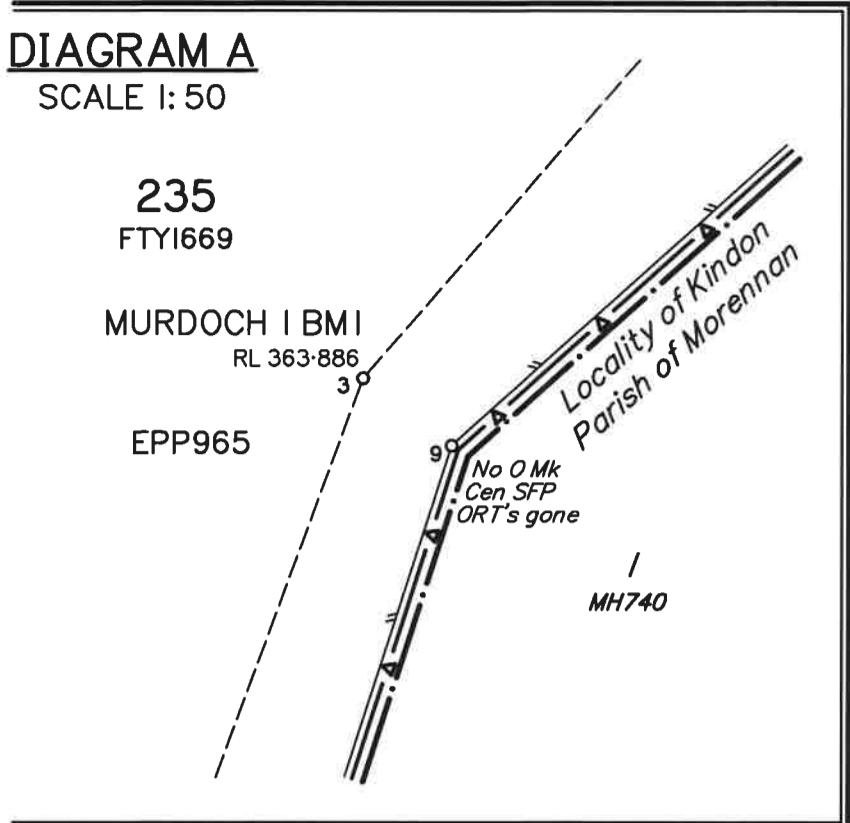 DIAGRAM A
SCALE 1:50
235
FTY1669
MURDOCH 1 BM1
RL 363·886
3
EPP965
9
No O Mk
Cen SFP
ORT's gone
Locality of Kindon
Parish of Morennan
1
MH740